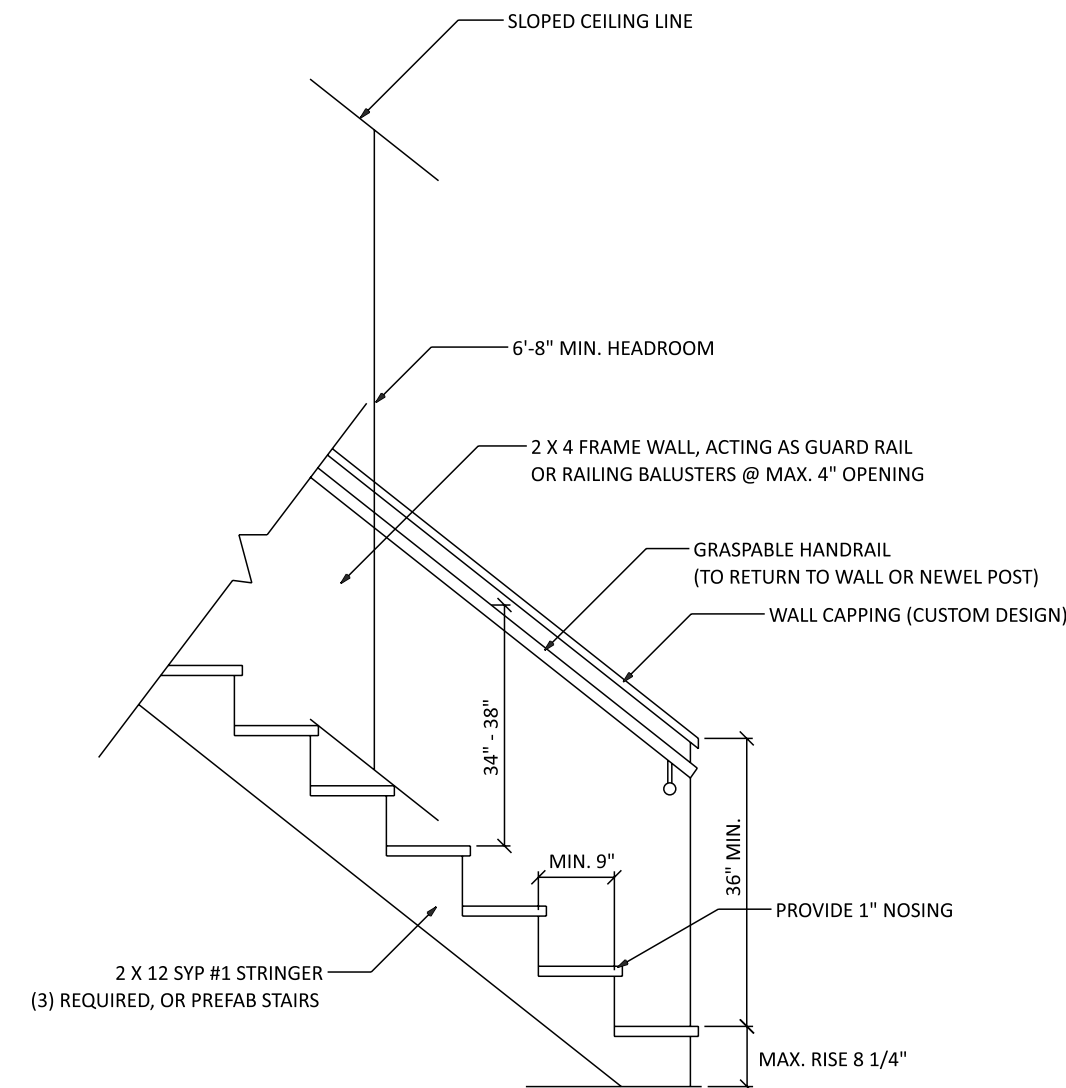 SLOPED CEILING LINE
6'-8" MIN. HEADROOM
2 X 4 FRAME WALL, ACTING AS GUARD RAIL
OR RAILING BALUSTERS @ MAX. 4" OPENING
GRASPABLE HANDRAIL
(TO RETURN TO WALL OR NEWEL POST)
WALL CAPPING (CUSTOM DESIGN)
34" - 38"
MIN. 9"
36" MIN.
PROVIDE 1" NOSING
2 X 12 SYP #1 STRINGER
(3) REQUIRED, OR PREFAB STAIRS
MAX. RISE 8 1/4"